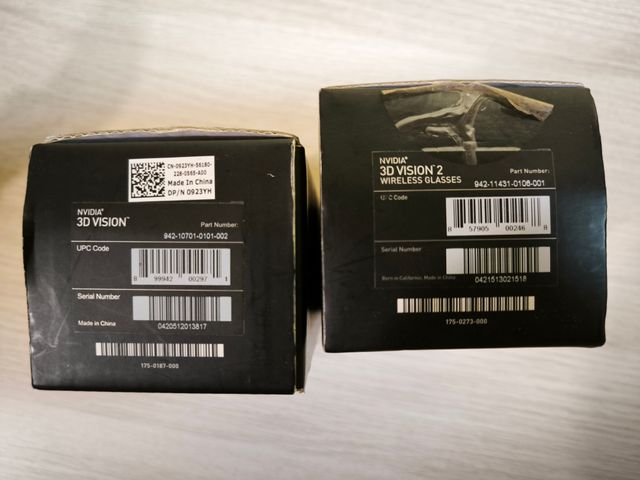 CN-0923YH-56180-
226-0565-A00
Made In China
DP/N 0923YH
NVIDIA®
3D VISION™
Part Number:
942-10701-0101-002
UPC Code
8 99942 00297 1
Serial Number
Made in China
0420512013817
175-0187-000
NVIDIA®
3D VISION™ 2
WIRELESS GLASSES
Part Number:
942-11431-0106-001
UPC Code
8 57905 00246 8
Serial Number
Born in California, Made in China
0421513021518
175-0273-000